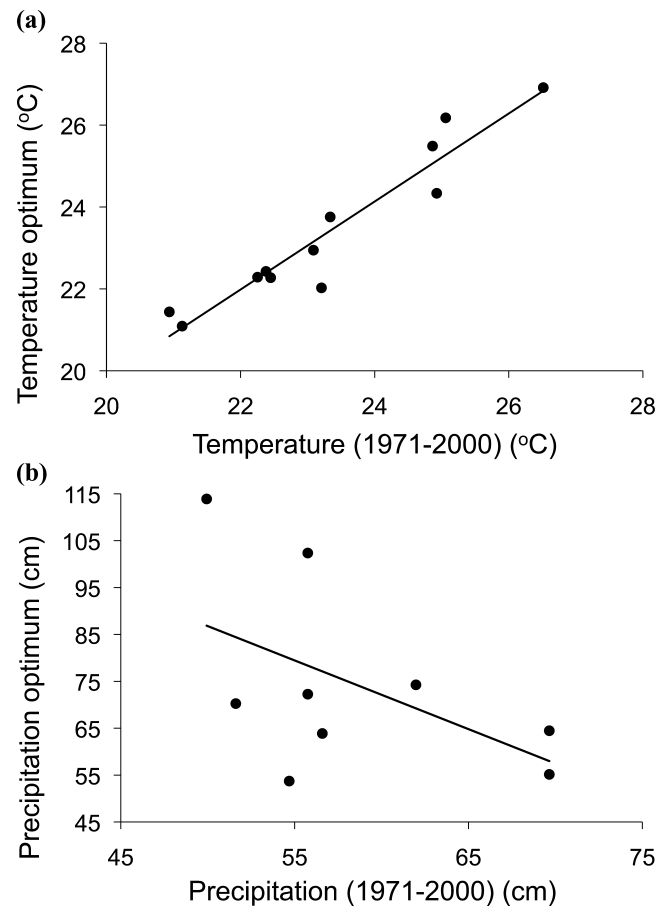 (a)
28
26
24
22
20
Temperature optimum (°C)
20 22 24 26 28
Temperature (1971-2000) (°C)
(b)
115
105
95
85
75
65
55
45
Precipitation optimum (cm)
45 55 65 75
Precipitation (1971-2000) (cm)